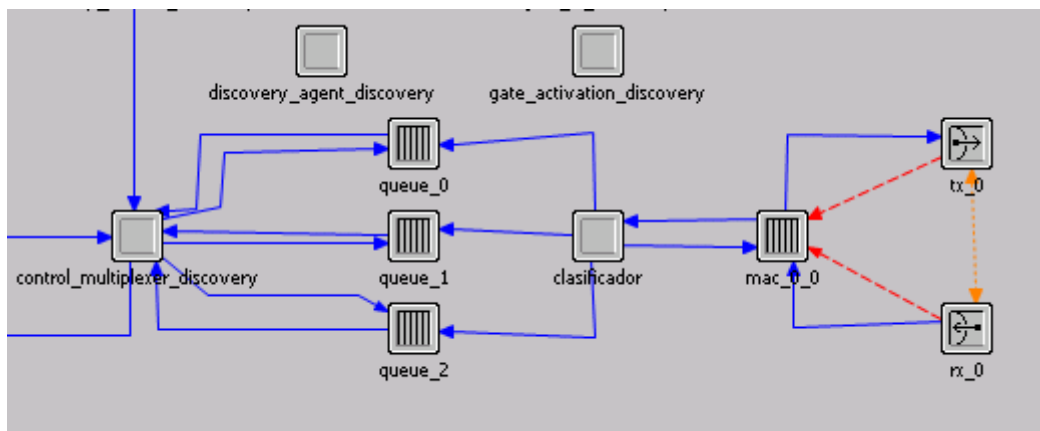 discovery_agent_discovery
gate_activation_discovery
queue_0
tx_0
control_multiplexer_discovery
queue_1
clasificador
mac_0_0
queue_2
rx_0